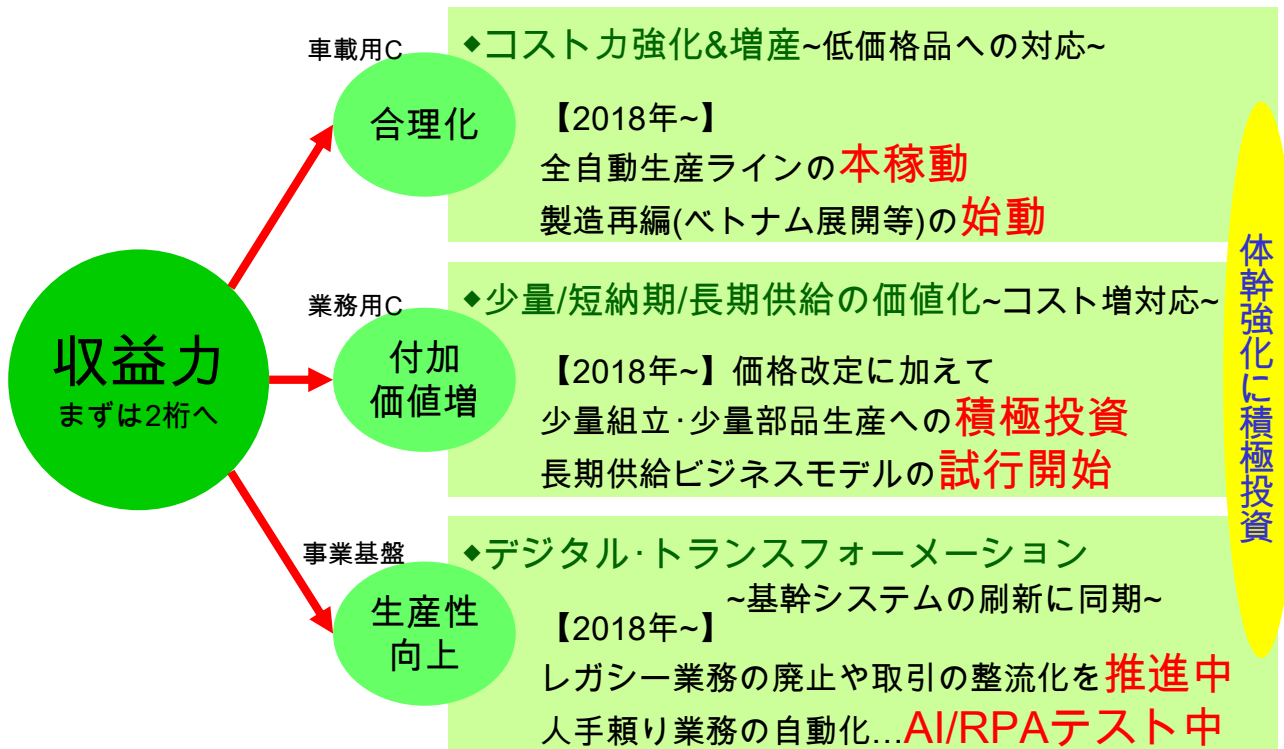 収益力
まずは2桁へ
車載用C
合理化
◆コスト力強化&増産~低価格品への対応~
【2018年~】
全自動生産ラインの本稼動
製造再編(ベトナム展開等)の始動
業務用C
付加
価値増
◆少量/短納期/長期供給の価値化~コスト増対応~
【2018年~】価格改定に加えて
少量組立･少量部品生産への積極投資
長期供給ビジネスモデルの試行開始
事業基盤
生産性
向上
◆デジタル･トランスフォーメーション
~基幹システムの刷新に同期~
【2018年~】
レガシー業務の廃止や取引の整流化を推進中
人手頼り業務の自動化…AI/RPAテスト中
体幹強化に積極投資